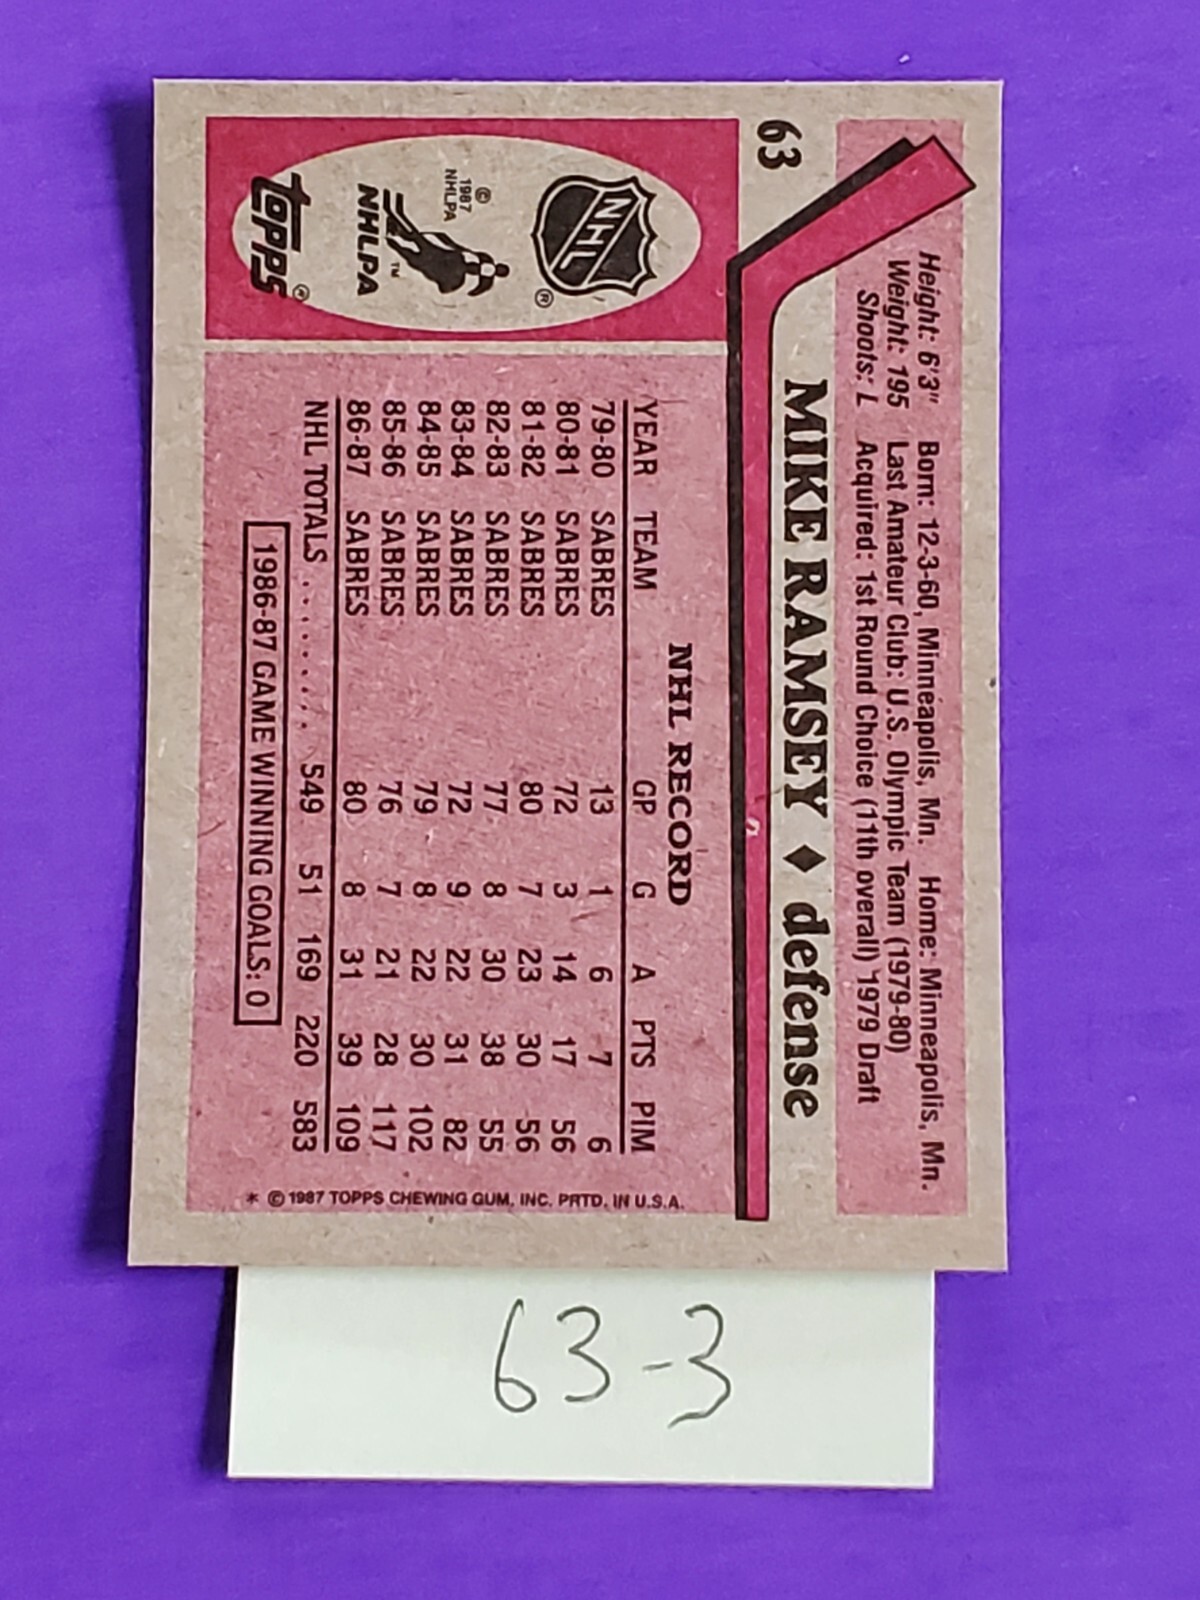 63
Height: 6'3" Born: 12-3-60, Minneapolis, Mn. Home: Minneapolis, Mn.
Weight: 195 Last Amateur Club: U.S. Olympic Team (1979-80)
Shoots: L Acquired: 1st Round Choice (11th overall) 1979 Draft
MIKE RAMSEY ♦ defense
NHL
®
© 1987 NHLPA
™
NHLPA
TOPPS®
NHL RECORD
YEAR TEAM GP G A PTS PIM
79-80 SABRES 13 1 6 7 6
80-81 SABRES 72 3 14 17 56
81-82 SABRES 80 7 23 30 56
82-83 SABRES 77 8 30 38 55
83-84 SABRES 72 9 22 31 82
84-85 SABRES 79 8 22 30 102
85-86 SABRES 76 7 21 28 117
86-87 SABRES 80 8 31 39 109
NHL TOTALS ........ 549 51 169 220 583
1986-87 GAME WINNING GOALS: 0
* © 1987 TOPPS CHEWING GUM, INC. PRTD. IN U.S.A.
63-3